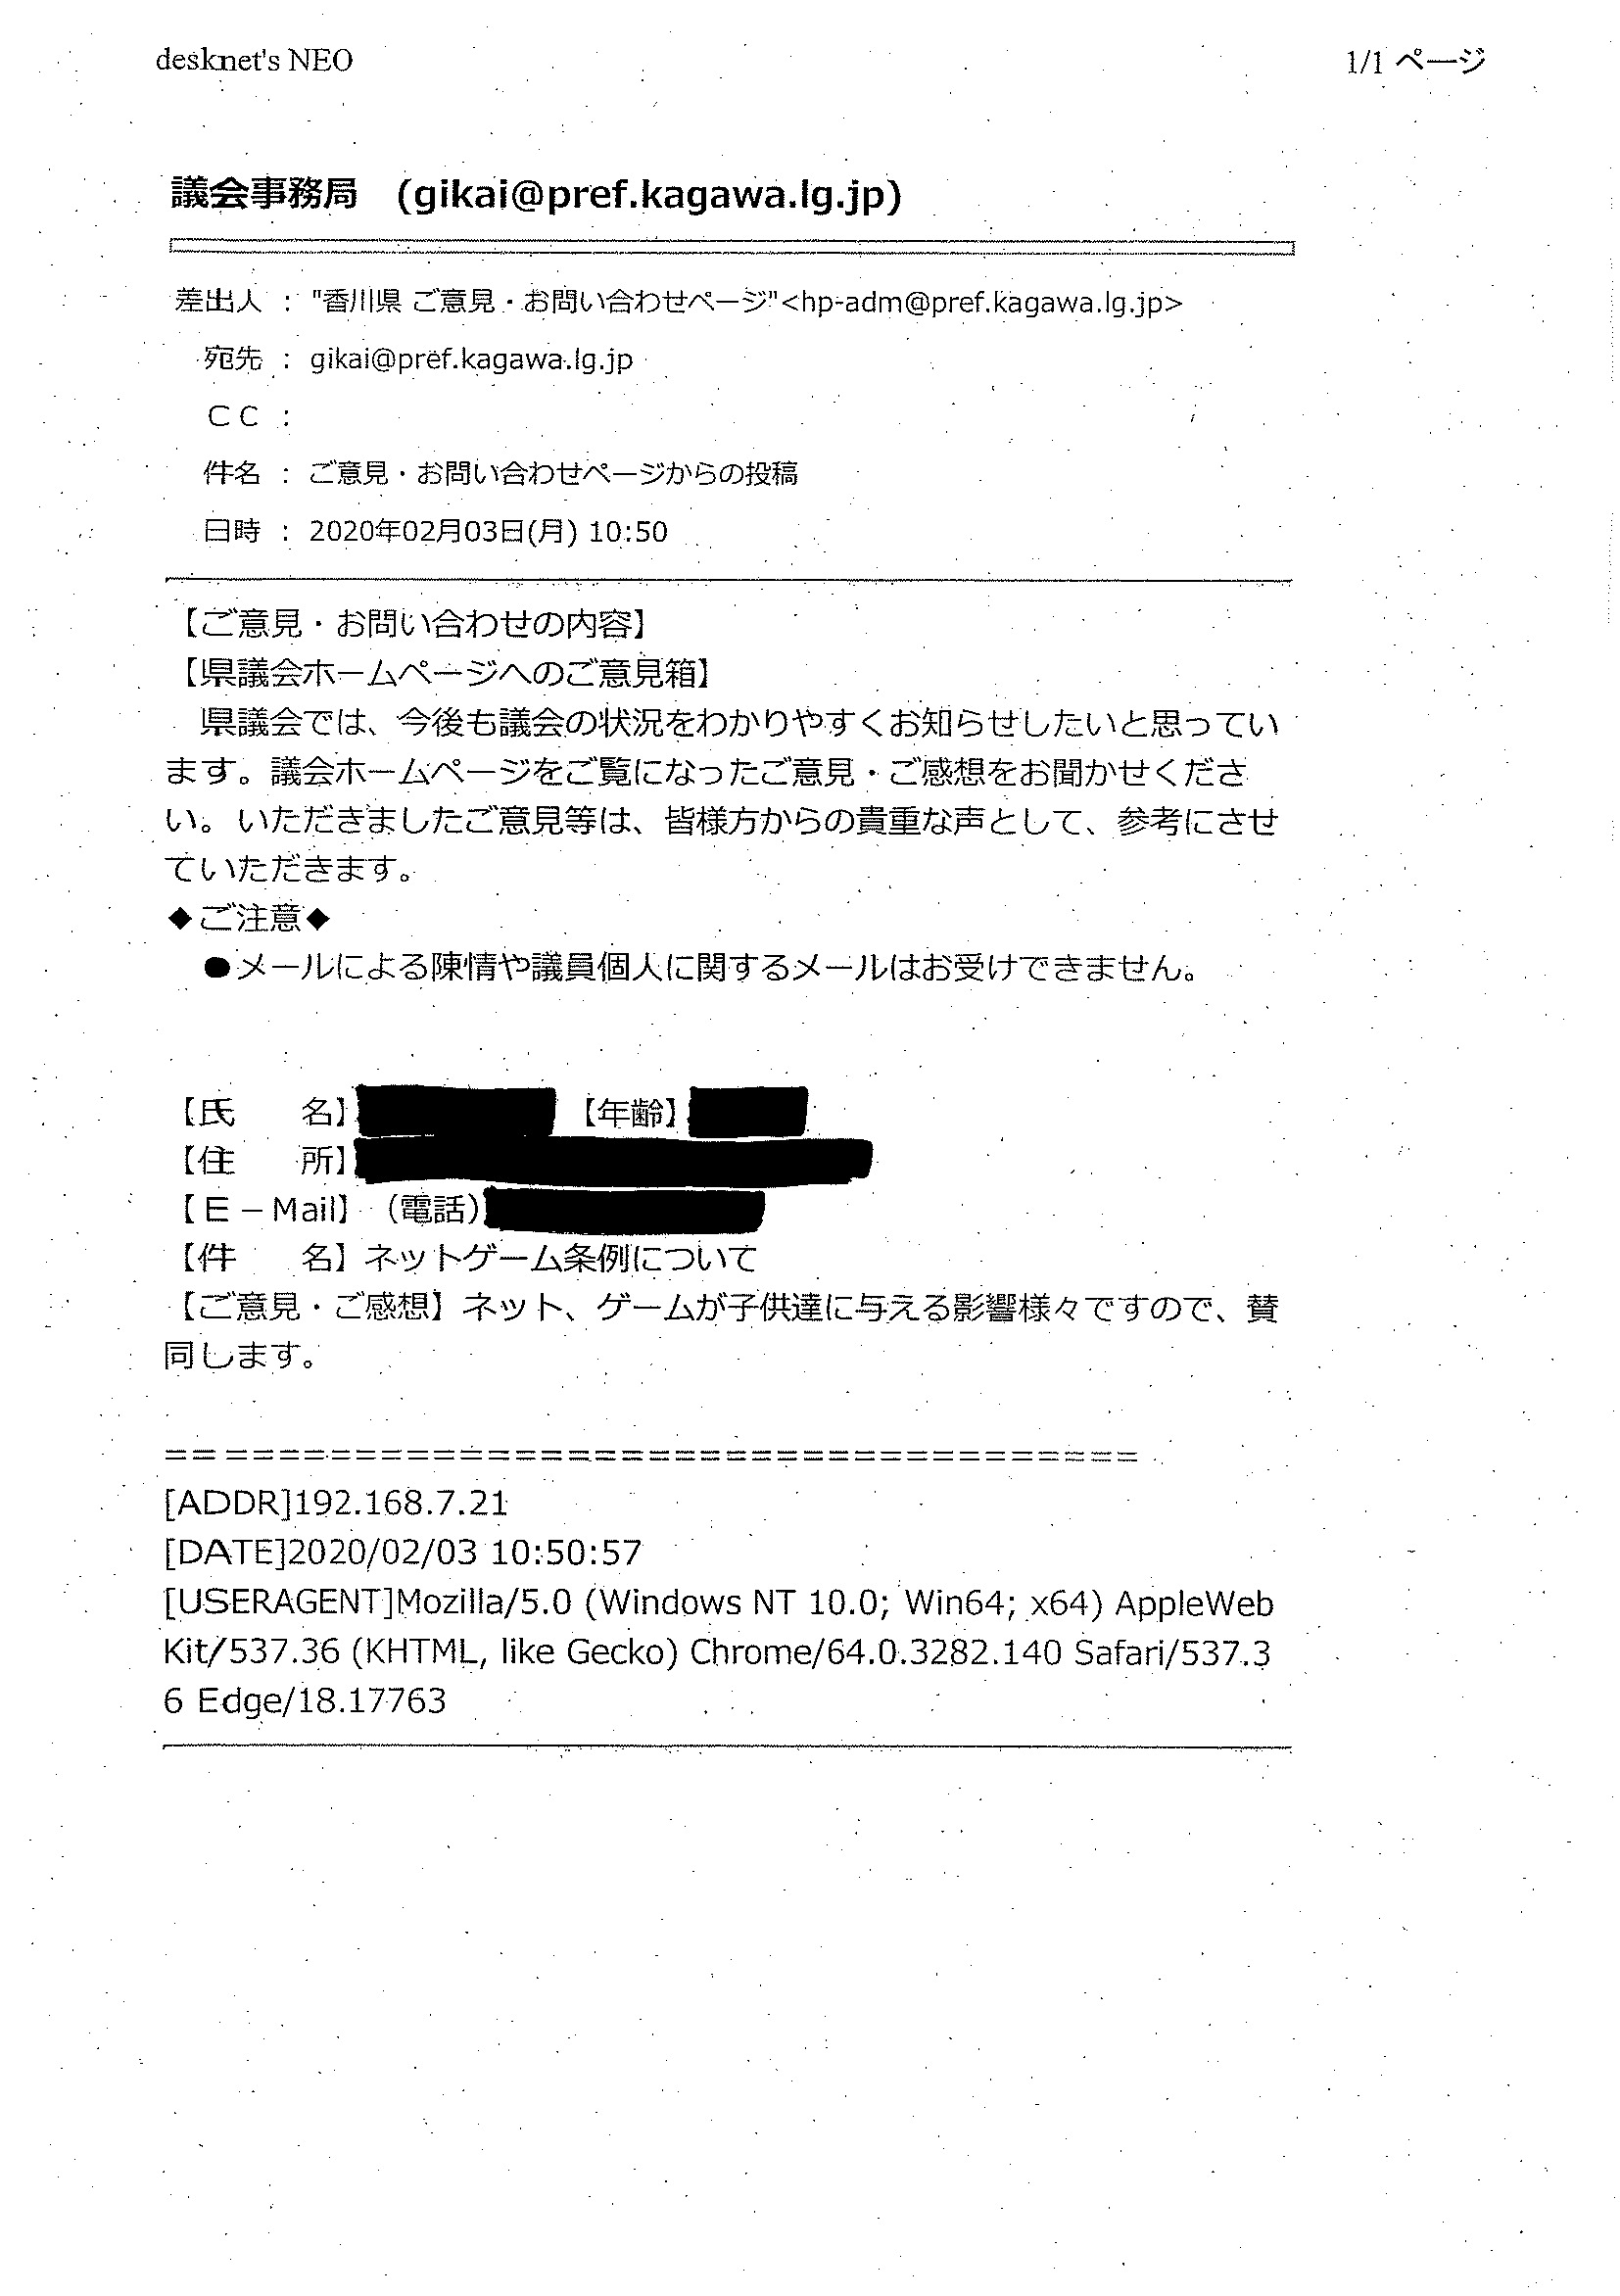 desknet's NEO 1/1 ページ
議会事務局 (gikai@pref.kagawa.lg.jp)
差出人 : "香川県 ご意見・お問い合わせページ"<hp-adm@pref.kagawa.lg.jp>
宛先 : gikai@pref.kagawa.lg.jp
ＣＣ :
件名 : ご意見・お問い合わせページからの投稿
日時 : 2020年02月03日(月) 10:50
【ご意見・お問い合わせの内容】
【県議会ホームページへのご意見箱】
　県議会では、今後も議会の状況をわかりやすくお知らせしたいと思ってい
ます。議会ホームページをご覧になったご意見・ご感想をお聞かせくださ
い。いただきましたご意見等は、皆様方からの貴重な声として、参考にさせ
ていただきます。
◆ご注意◆
　●メールによる陳情や議員個人に関するメールはお受けできません。
【氏　　名】 【年齢】
【住　　所】
【Ｅ－Mail】（電話）
【件　　名】ネットゲーム条例について
【ご意見・ご感想】ネット、ゲームが子供達に与える影響様々ですので、賛
同します。
=====================================
[ADDR]192.168.7.21
[DATE]2020/02/03 10:50:57
[USERAGENT]Mozilla/5.0 (Windows NT 10.0; Win64; x64) AppleWeb
Kit/537.36 (KHTML, like Gecko) Chrome/64.0.3282.140 Safari/537.3
6 Edge/18.17763